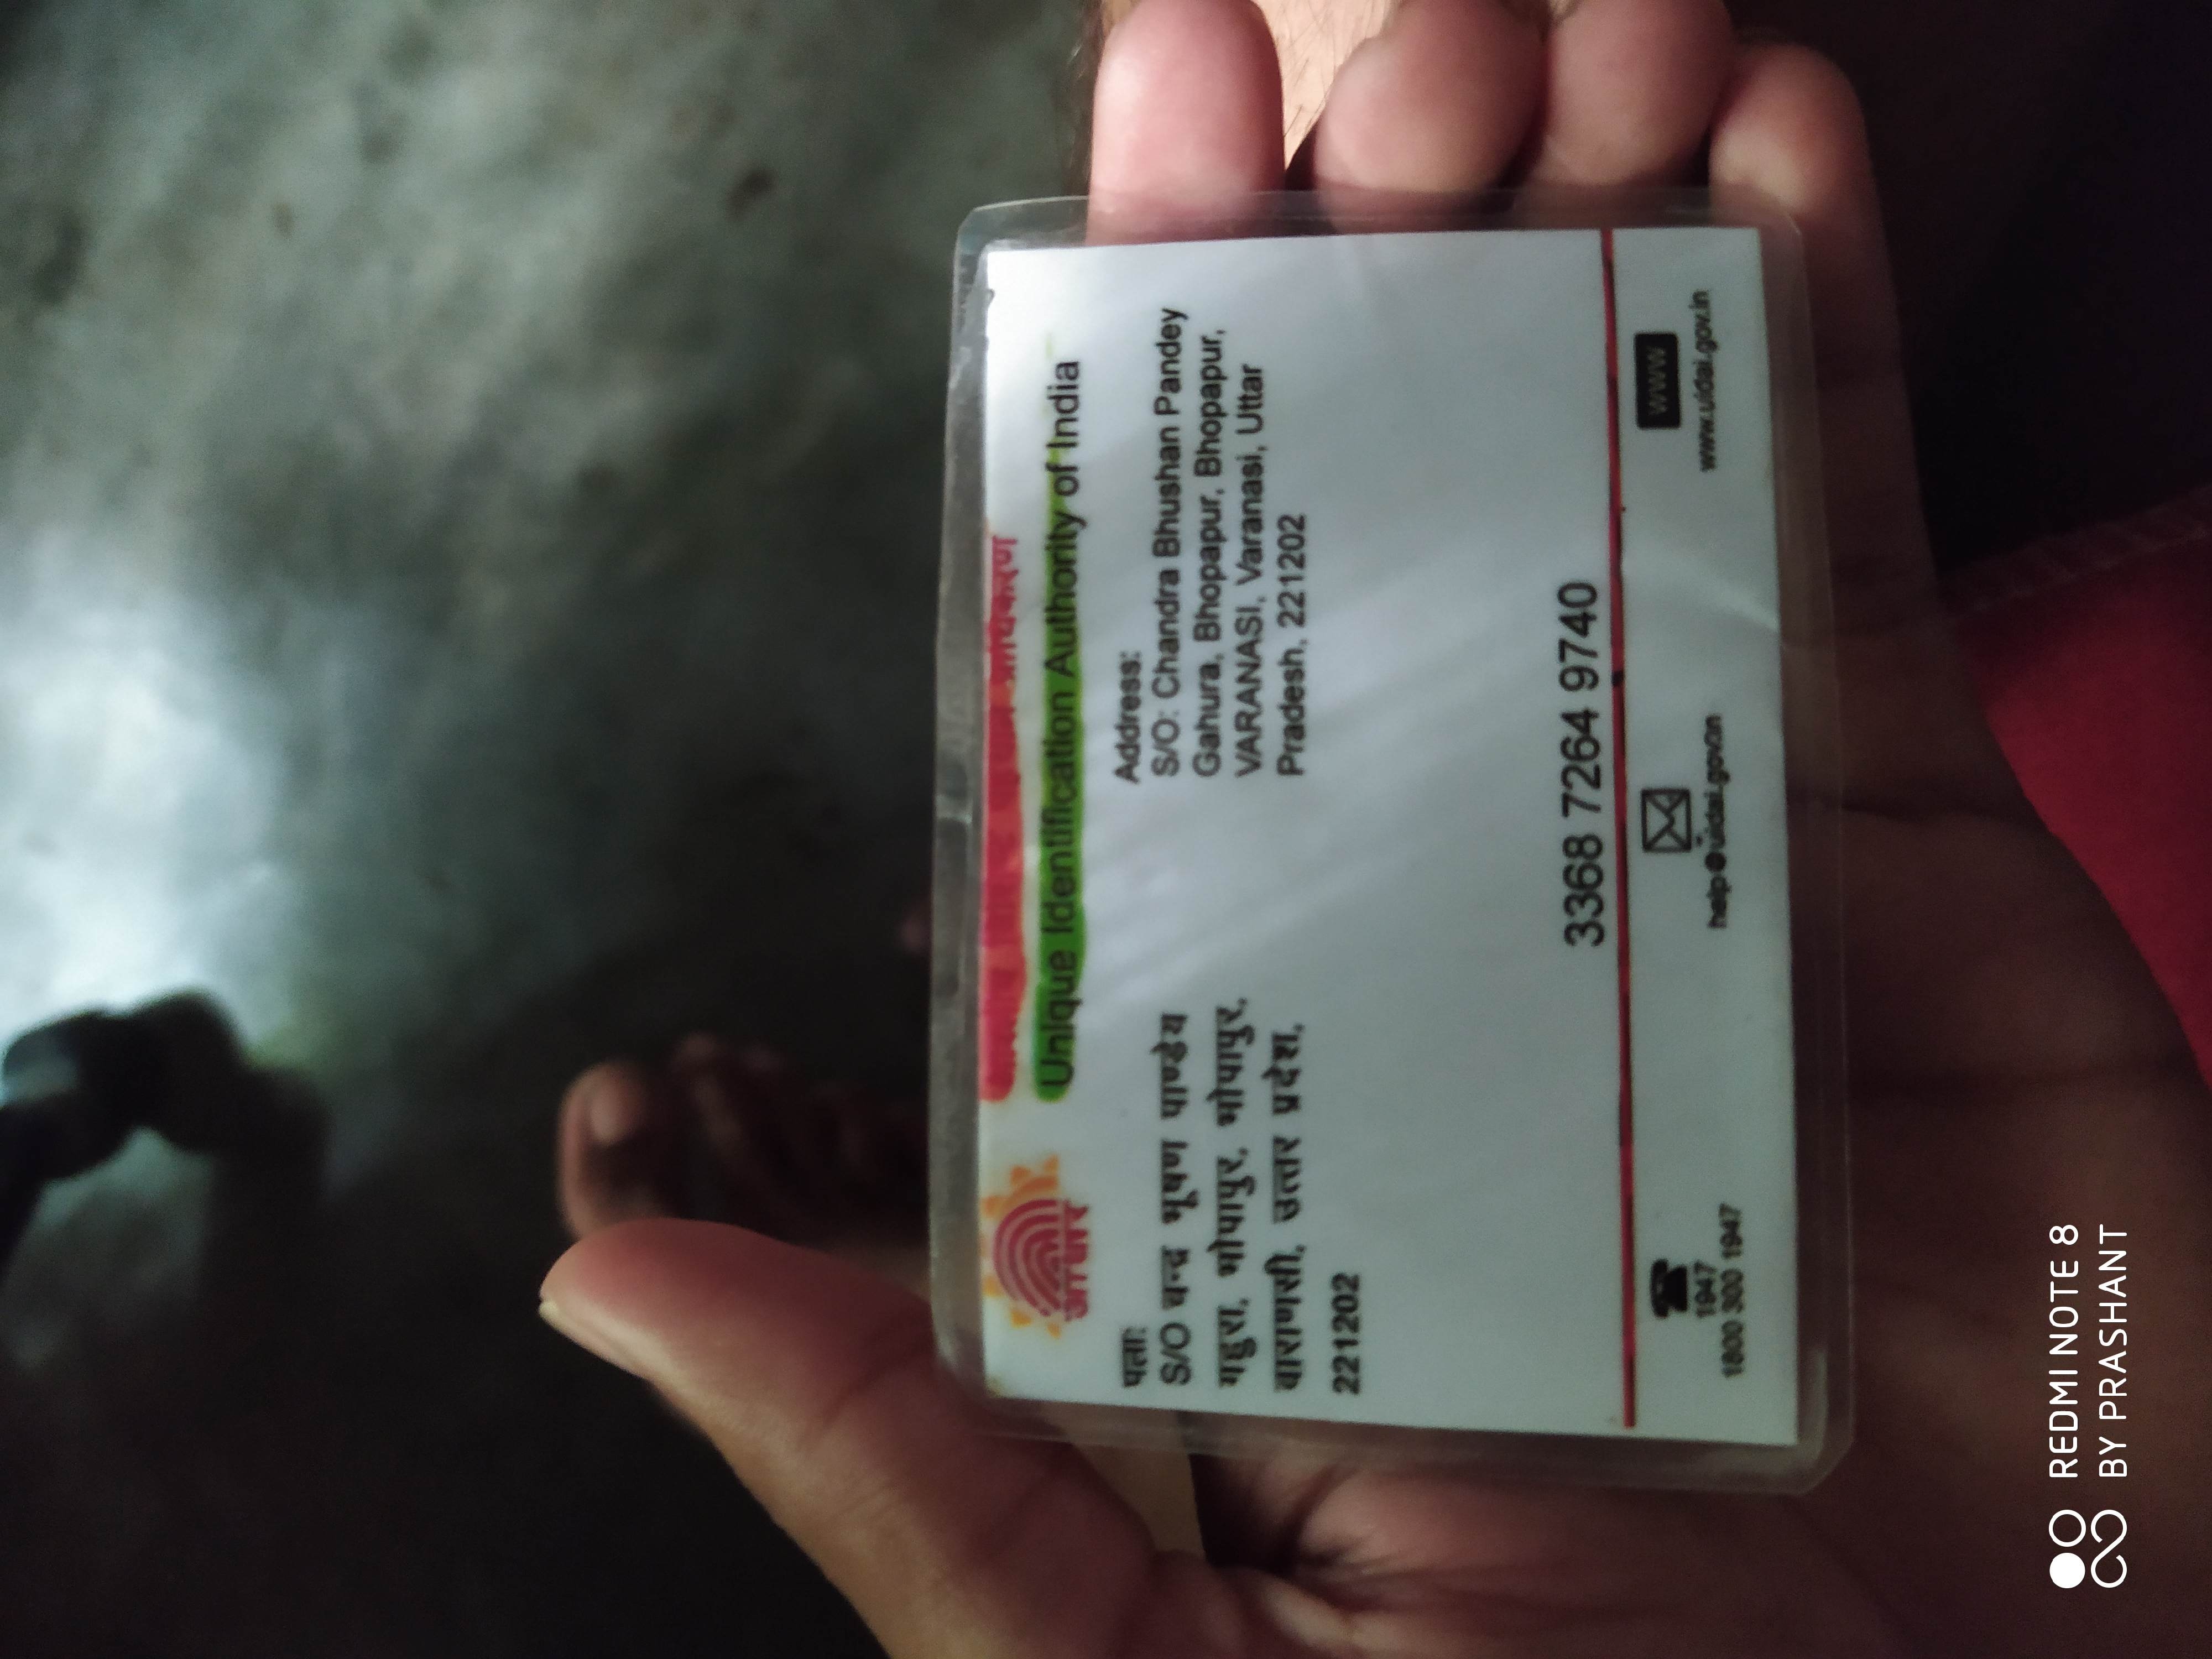 आधार
Unique Identification Authority of India
पता:
S/O चन्द्र भूषण पाण्डेय
गहुरा, भोपापुर, भोपापुर,
वाराणसी, उत्तर प्रदेश,
221202
Address:
S/O: Chandra Bhushan Pandey
Gahura, Bhopapur, Bhopapur,
VARANASI, Varanasi, Uttar
Pradesh, 221202
3368 7264 9740
1947
1800 300 1947
help@uidai.gov.in
WWW
www.uidai.gov.in
REDMI NOTE 8
BY PRASHANT